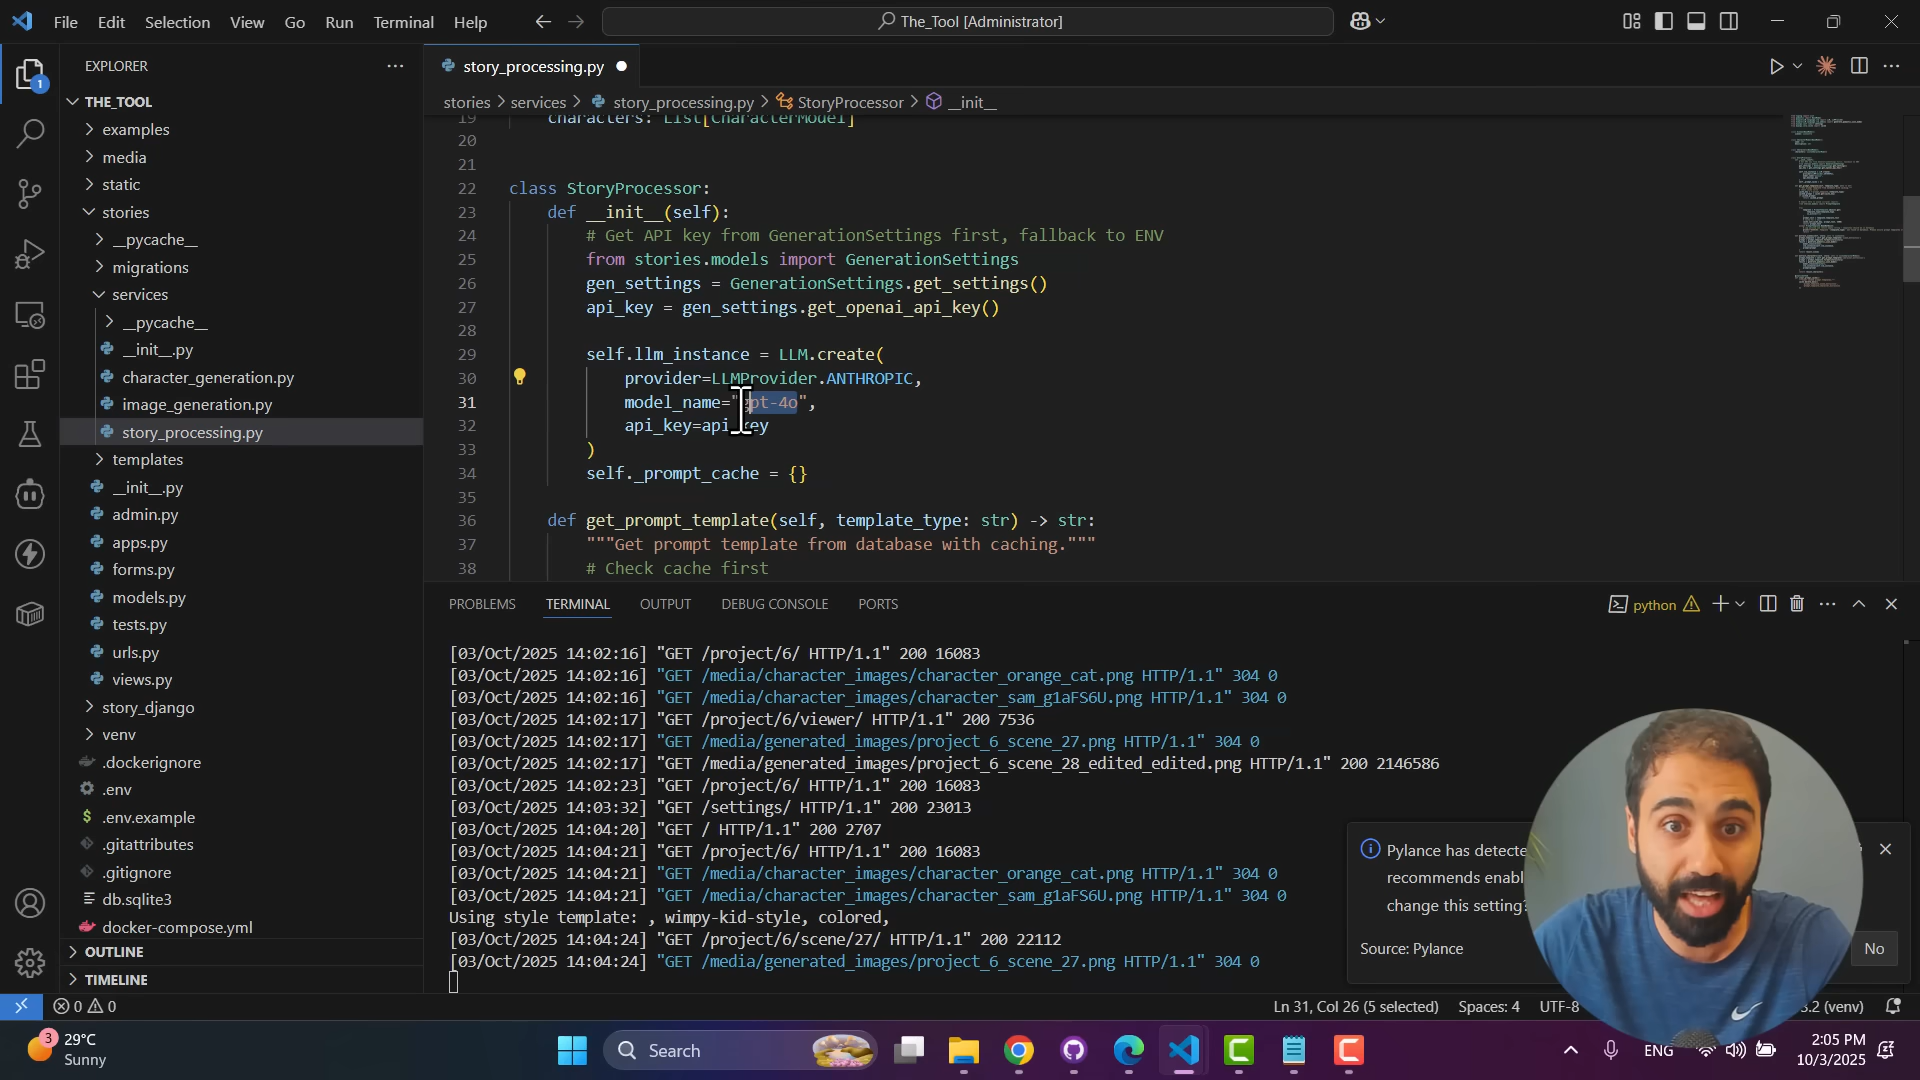 File Edit Selection View Go Run Terminal Help
The_Tool [Administrator]
EXPLORER
1
THE_TOOL
examples
media
static
stories
__pycache__
migrations
services
__pycache__
__init__.py
character_generation.py
image_generation.py
story_processing.py
templates
__init__.py
admin.py
apps.py
forms.py
models.py
tests.py
urls.py
views.py
story_django
venv
.dockerignore
.env
.env.example
.gitattributes
.gitignore
db.sqlite3
docker-compose.yml
OUTLINE
TIMELINE
story_processing.py
stories > services > story_processing.py > StoryProcessor > __init__
19 characters: List[CharacterModel]
20
21
22 class StoryProcessor:
23 def __init__(self):
24 # Get API key from GenerationSettings first, fallback to ENV
25 from stories.models import GenerationSettings
26 gen_settings = GenerationSettings.get_settings()
27 api_key = gen_settings.get_openai_api_key()
28
29 self.llm_instance = LLM.create(
30 provider=LLMProvider.ANTHROPIC,
31 model_name="gpt-4o",
32 api_key=api_key
33 )
34 self._prompt_cache = {}
35
36 def get_prompt_template(self, template_type: str) -> str:
37 """Get prompt template from database with caching."""
38 # Check cache first
PROBLEMS TERMINAL OUTPUT DEBUG CONSOLE PORTS
python
[03/Oct/2025 14:02:16] "GET /project/6/ HTTP/1.1" 200 16083
[03/Oct/2025 14:02:16] "GET /media/character_images/character_orange_cat.png HTTP/1.1" 304 0
[03/Oct/2025 14:02:16] "GET /media/character_images/character_sam_g1aFS6U.png HTTP/1.1" 304 0
[03/Oct/2025 14:02:17] "GET /project/6/viewer/ HTTP/1.1" 200 7536
[03/Oct/2025 14:02:17] "GET /media/generated_images/project_6_scene_27.png HTTP/1.1" 304 0
[03/Oct/2025 14:02:17] "GET /media/generated_images/project_6_scene_28_edited_edited.png HTTP/1.1" 200 2146586
[03/Oct/2025 14:02:23] "GET /project/6/ HTTP/1.1" 200 16083
[03/Oct/2025 14:03:32] "GET /settings/ HTTP/1.1" 200 23013
[03/Oct/2025 14:04:20] "GET / HTTP/1.1" 200 2707
[03/Oct/2025 14:04:21] "GET /project/6/ HTTP/1.1" 200 16083
[03/Oct/2025 14:04:21] "GET /media/character_images/character_orange_cat.png HTTP/1.1" 304 0
[03/Oct/2025 14:04:21] "GET /media/character_images/character_sam_g1aFS6U.png HTTP/1.1" 304 0
Using style template: , wimpy-kid-style, colored,
[03/Oct/2025 14:04:24] "GET /project/6/scene/27/ HTTP/1.1" 200 22112
[03/Oct/2025 14:04:24] "GET /media/generated_images/project_6_scene_27.png HTTP/1.1" 304 0
Pylance has
recommends
change this setting?
Source: Pylance
No
0 0
Ln 31, Col 26 (5 selected) Spaces: 4 UTF-8 (venv)
3
29°C
Sunny
Search
ENG
2:05 PM
10/3/2025